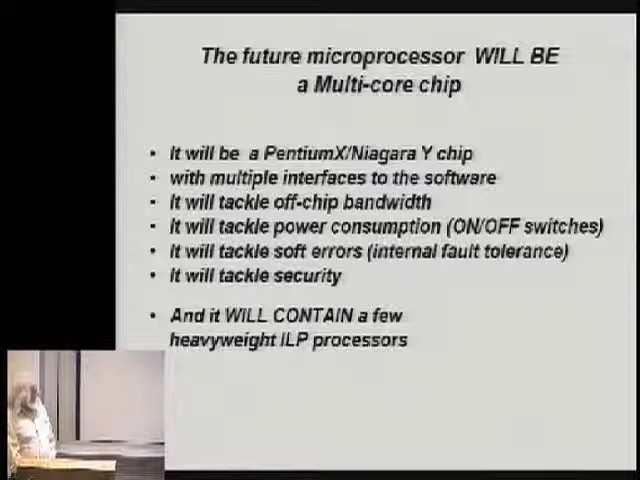 The future microprocessor WILL BE
a Multi-core chip
• It will be a PentiumX/Niagara Y chip
• with multiple interfaces to the software
• It will tackle off-chip bandwidth
• It will tackle power consumption (ON/OFF switches)
• It will tackle soft errors (internal fault tolerance)
• It will tackle security
• And it WILL CONTAIN a few
heavyweight ILP processors